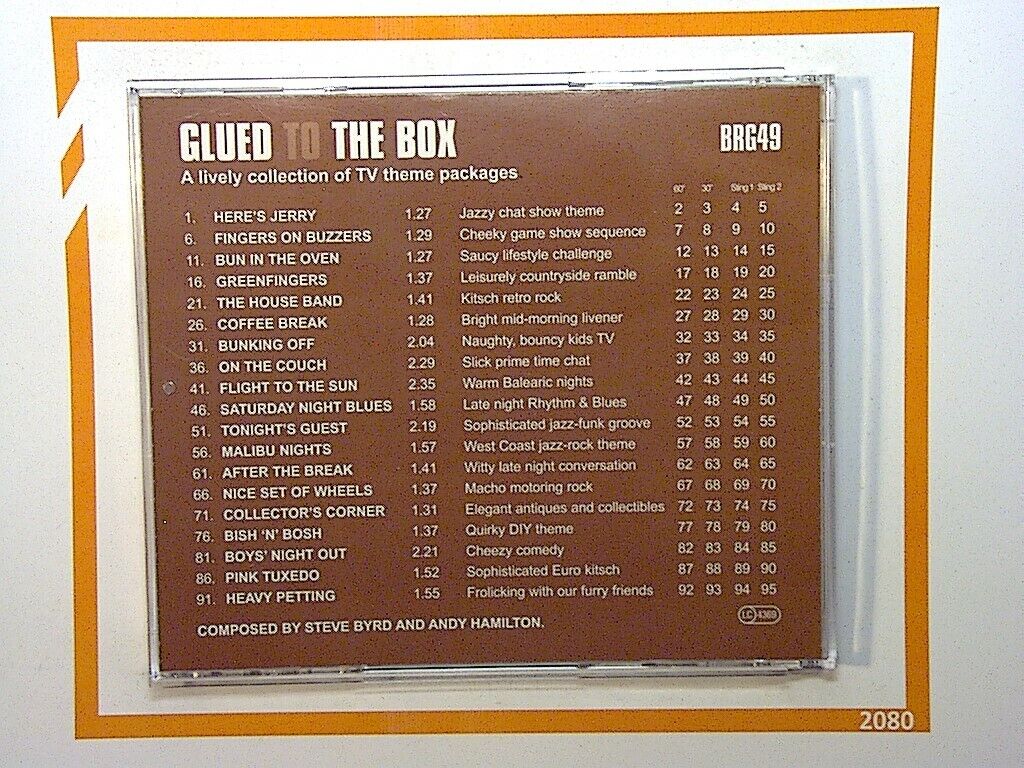 GLUED TO THE BOX BRG49
A lively collection of TV theme packages
60' 30' Sting 1 Sting 2
1. HERE'S JERRY 1.27 Jazzy chat show theme 2 3 4 5
6. FINGERS ON BUZZERS 1.29 Cheeky game show sequence 7 8 9 10
11. BUN IN THE OVEN 1.27 Saucy lifestyle challenge 12 13 14 15
16. GREENFINGERS 1.37 Leisurely countryside ramble 17 18 19 20
21. THE HOUSE BAND 1.41 Kitsch retro rock 22 23 24 25
26. COFFEE BREAK 1.28 Bright mid-morning livener 27 28 29 30
31. BUNKING OFF 2.04 Naughty, bouncy kids TV 32 33 34 35
36. ON THE COUCH 2.29 Slick prime time chat 37 38 39 40
41. FLIGHT TO THE SUN 2.35 Warm Balearic nights 42 43 44 45
46. SATURDAY NIGHT BLUES 1.58 Late night Rhythm & Blues 47 48 49 50
51. TONIGHT'S GUEST 2.19 Sophisticated jazz-funk groove 52 53 54 55
56. MALIBU NIGHTS 1.57 West Coast jazz-rock theme 57 58 59 60
61. AFTER THE BREAK 1.41 Witty late night conversation 62 63 64 65
66. NICE SET OF WHEELS 1.37 Macho motoring rock 67 68 69 70
71. COLLECTOR'S CORNER 1.31 Elegant antiques and collectibles 72 73 74 75
76. BISH 'N' BOSH 1.37 Quirky DIY theme 77 78 79 80
81. BOYS' NIGHT OUT 2.21 Cheezy comedy 82 83 84 85
86. PINK TUXEDO 1.52 Sophisticated Euro kitsch 87 88 89 90
91. HEAVY PETTING 1.55 Frolicking with our furry friends 92 93 94 95
COMPOSED BY STEVE BYRD AND ANDY HAMILTON.
LC 4369
2080